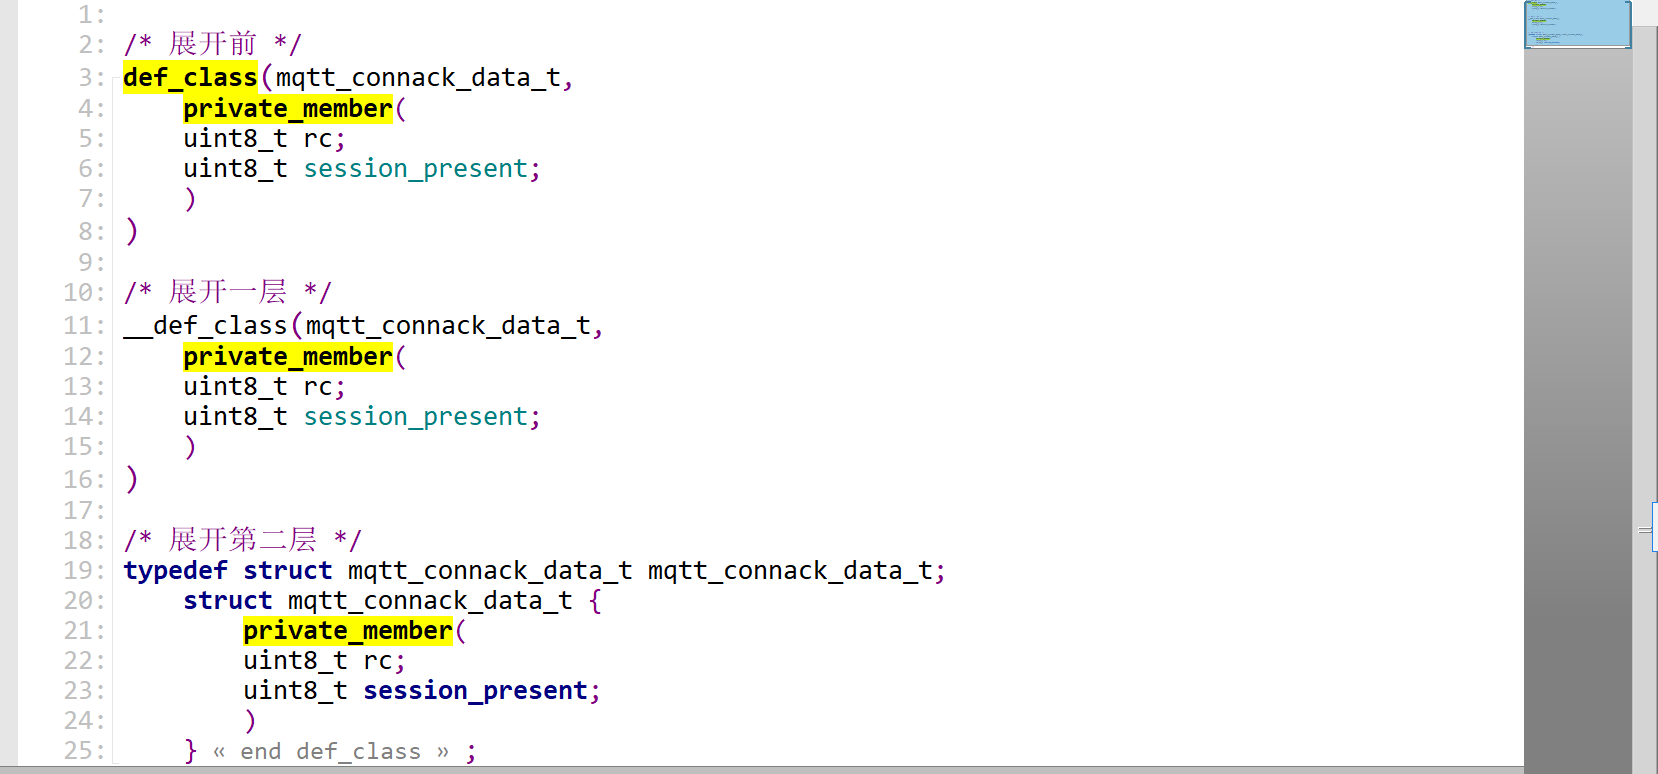 1:
2: /* 展开前 */
3: def_class(mqtt_connack_data_t,
4:     private_member(
5:     uint8_t rc;
6:     uint8_t session_present;
7:     )
8: )
9:
10: /* 展开一层 */
11: __def_class(mqtt_connack_data_t,
12:     private_member(
13:     uint8_t rc;
14:     uint8_t session_present;
15:     )
16: )
17:
18: /* 展开第二层 */
19: typedef struct mqtt_connack_data_t mqtt_connack_data_t;
20:     struct mqtt_connack_data_t {
21:         private_member(
22:         uint8_t rc;
23:         uint8_t session_present;
24:         )
25:     } « end def_class » ;